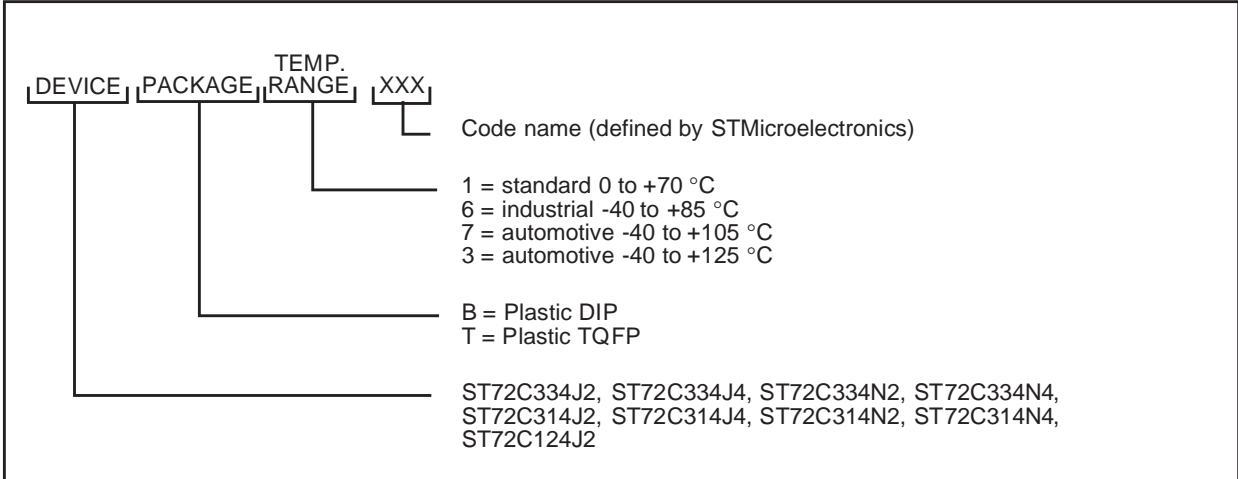 TEMP.
DEVICE PACKAGE RANGE XXX
Code name (defined by STMicroelectronics)
1 = standard 0 to +70 °C
6 = industrial -40 to +85 °C
7 = automotive -40 to +105 °C
3 = automotive -40 to +125 °C
B = Plastic DIP
T = Plastic TQFP
ST72C334J2, ST72C334J4, ST72C334N2, ST72C334N4,
ST72C314J2, ST72C314J4, ST72C314N2, ST72C314N4,
ST72C124J2